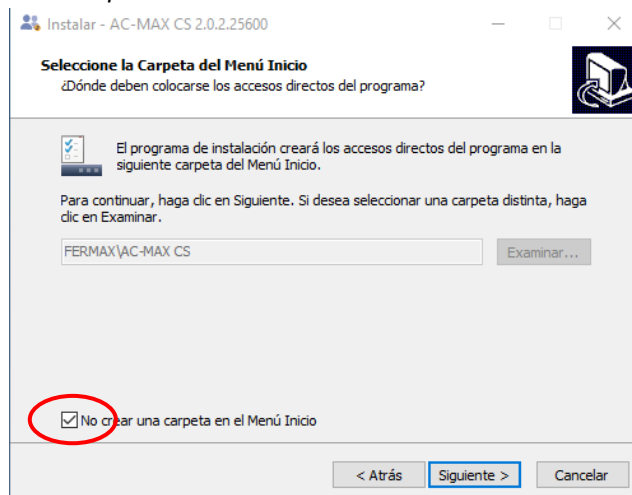 Instalar - AC-MAX CS 2.0.2.25600
Seleccione la Carpeta del Menú Inicio
¿Dónde deben colocarse los accesos directos del programa?
El programa de instalación creará los accesos directos del programa en la
siguiente carpeta del Menú Inicio.
Para continuar, haga clic en Siguiente. Si desea seleccionar una carpeta distinta, haga
clic en Examinar.
FERMAX\AC-MAX CS
Examinar...
No crear una carpeta en el Menú Inicio
< Atrás
Siguiente >
Cancelar